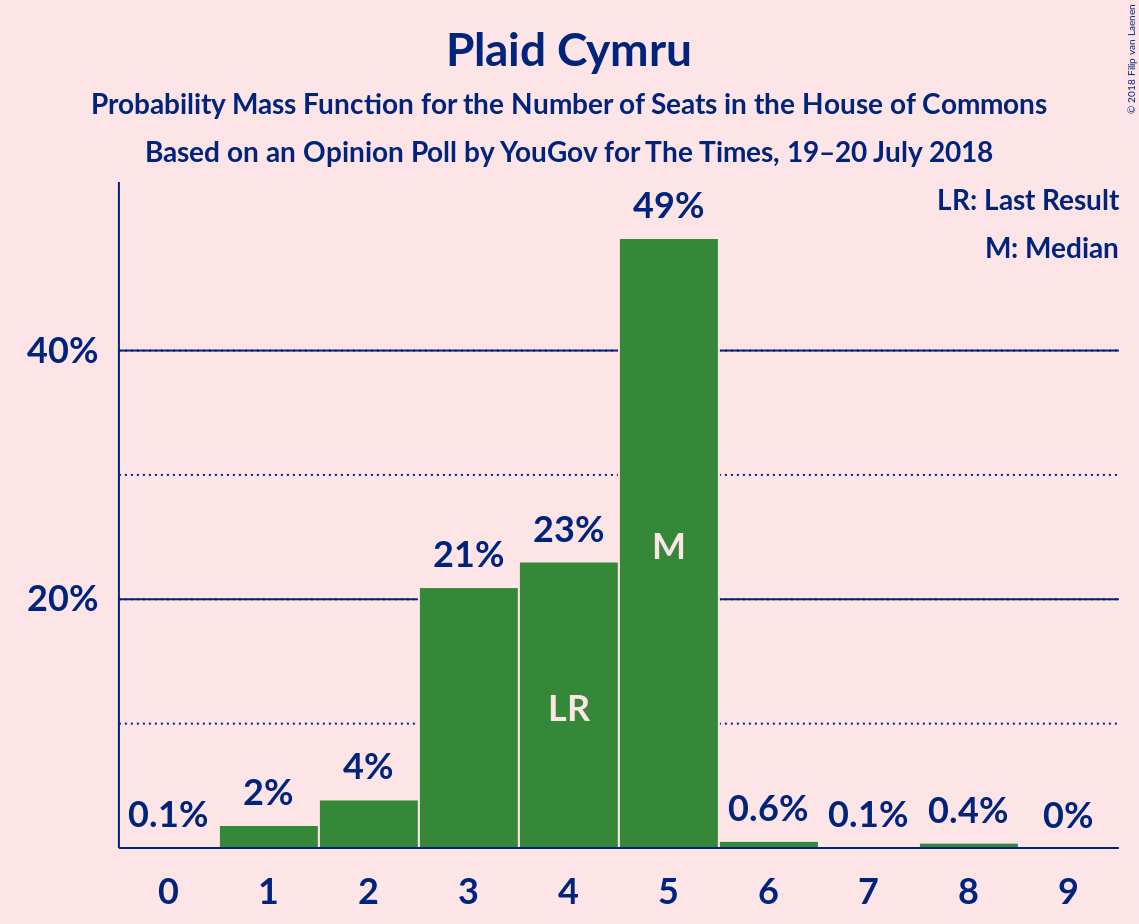 Plaid Cymru
Probability Mass Function for the Number of Seats in the House of Commons
Based on an Opinion Poll by YouGov for The Times, 19–20 July 2018
© 2018 Filip van Laenen
LR: Last Result
M: Median
49%
40%
23%
21%
20%
M
LR
4%
2%
0.1%
0.6%
0.1%
0.4%
0%
0 1 2 3 4 5 6 7 8 9